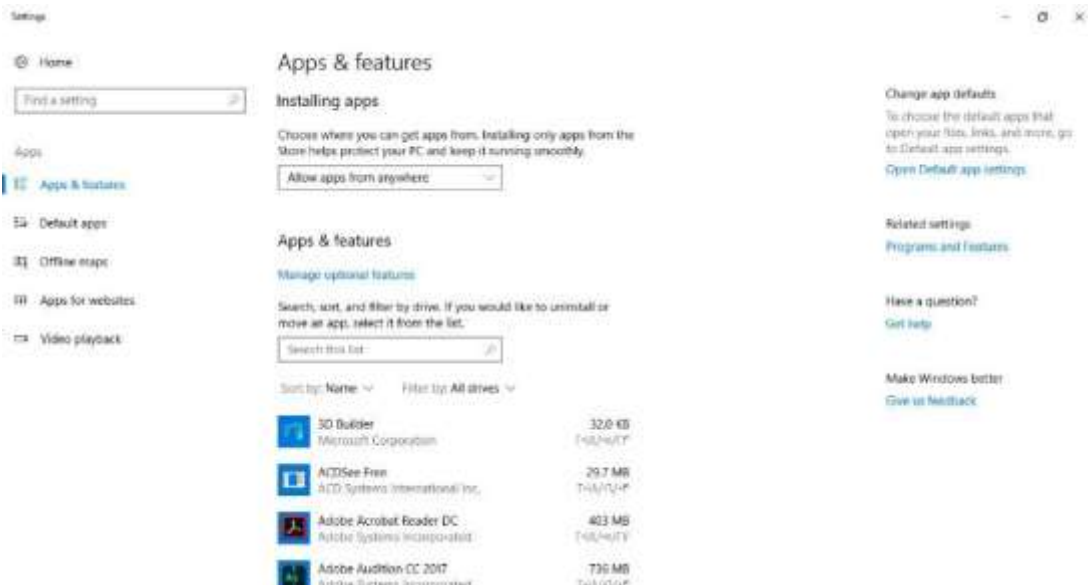 Settings
Home
Find a setting
Apps
Apps & features
Default apps
Offline maps
Apps for websites
Video playback
Apps & features
Installing apps
Choose where you can get apps from. Installing only apps from the
Store helps protect your PC and keep it running smoothly.
Allow apps from anywhere
Apps & features
Manage optional features
Search, sort, and filter by drive. If you would like to uninstall or
move an app, select it from the list.
Search this list
Sort by: Name Filter by: All drives
3D Builder 32.0 KB
Microsoft Corporation
ACDSee Free 29.7 MB
ACD Systems International Inc.
Adobe Acrobat Reader DC 403 MB
Adobe Systems Incorporated
Adobe Audition CC 2017 736 MB
Adobe Systems Incorporated
Change app defaults
To choose the default apps that
open your files, links, and more, go
to Default app settings.
Open Default app settings
Related settings
Programs and Features
Have a question?
Get help
Make Windows better
Give us feedback